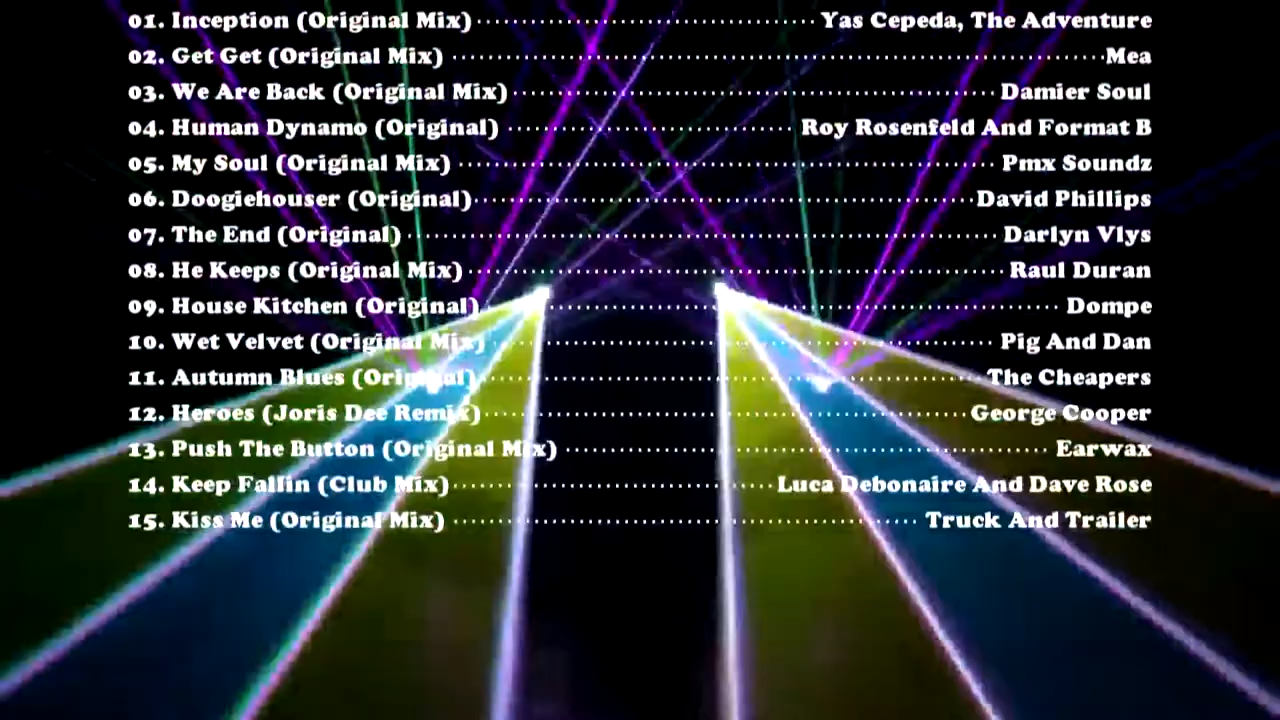 01. Inception (Original Mix) Yas Cepeda, The Adventure
02. Get Get (Original Mix) Mea
03. We Are Back (Original Mix) Damier Soul
04. Human Dynamo (Original) Roy Rosenfeld And Format B
05. My Soul (Original Mix) Pmx Soundz
06. Doogiehouser (Original) David Phillips
07. The End (Original) Darlyn Vlys
08. He Keeps (Original Mix) Raul Duran
09. House Kitchen (Original) Dompe
10. Wet Velvet (Original Mix) Pig And Dan
11. Autumn Blues (Original) The Cheapers
12. Heroes (Joris Dee Remix) George Cooper
13. Push The Button (Original Mix) Earwax
14. Keep Fallin (Club Mix) Luca Debonaire And Dave Rose
15. Kiss Me (Original Mix) Truck And Trailer